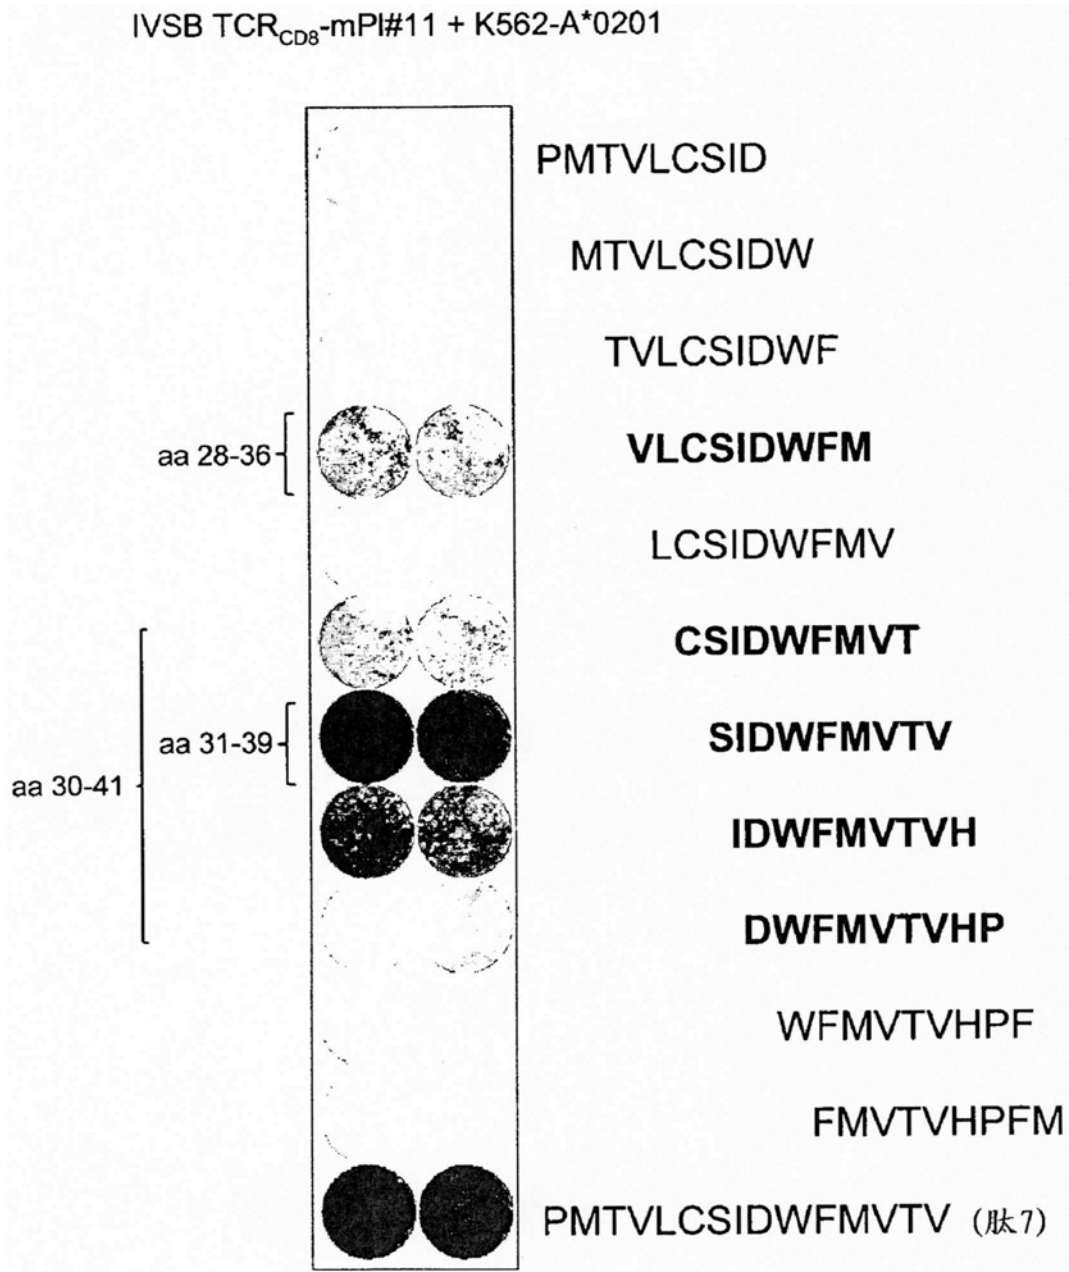 IVSB TCRCD8-mPI#11 + K562-A*0201
PMTVLCSID
MTVLCSIDW
TVLCSIDWF
aa 28-36
VLCSIDWFM
LCSIDWFMV
CSIDWFMVT
aa 31-39
SIDWFMVTV
aa 30-41
IDWFMVTVH
DWFMVTVHP
WFMVTVHPF
FMVTVHPFM
PMTVLCSIDWFMVTV (肽7)